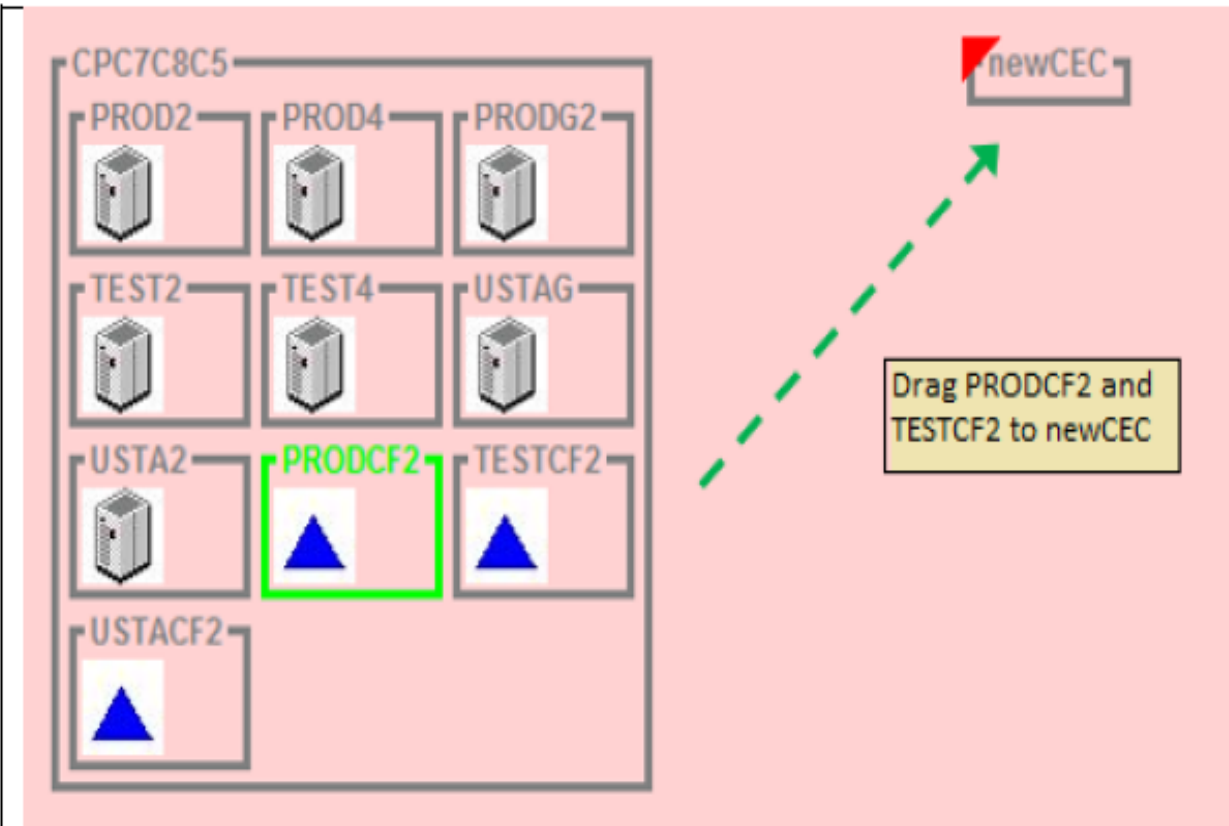 CPC7C8C5
newCEC
PROD2 PROD4 PRODG2
TEST2 TEST4 USTAG
Drag PRODCF2 and
TESTCF2 to newCEC
USTA2 PRODCF2 TESTCF2
USTACF2